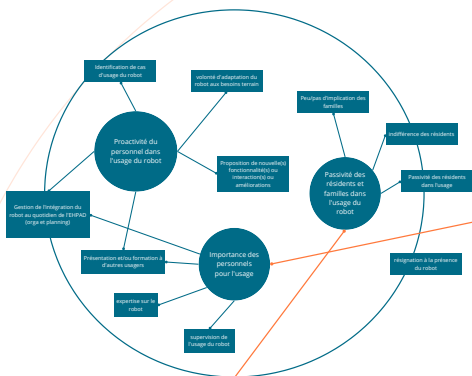 Identification de cas
d'usage du robot
volonté d'adaptation du
robot aux besoins terrain
Peu/pas d'implication des
familles
Proactivité du
personnel dans
l'usage du robot
indifférence des résidents
Proposition de nouvelle(s)
fonctionnalité(s) ou
interaction(s) ou
améliorations
Passivité des
résidents et
familles dans
l'usage du
robot
Passivité des résidents
dans l'usage
Gestion de l'intégration du
robot au quotidien de l'EHPAD
(orga et planning)
Présentation et/ou formation à
d'autres usagers
Importance des
personnels
pour l'usage
résignation à la présence
du robot
expertise sur le
robot
supervision de
l'usage du robot